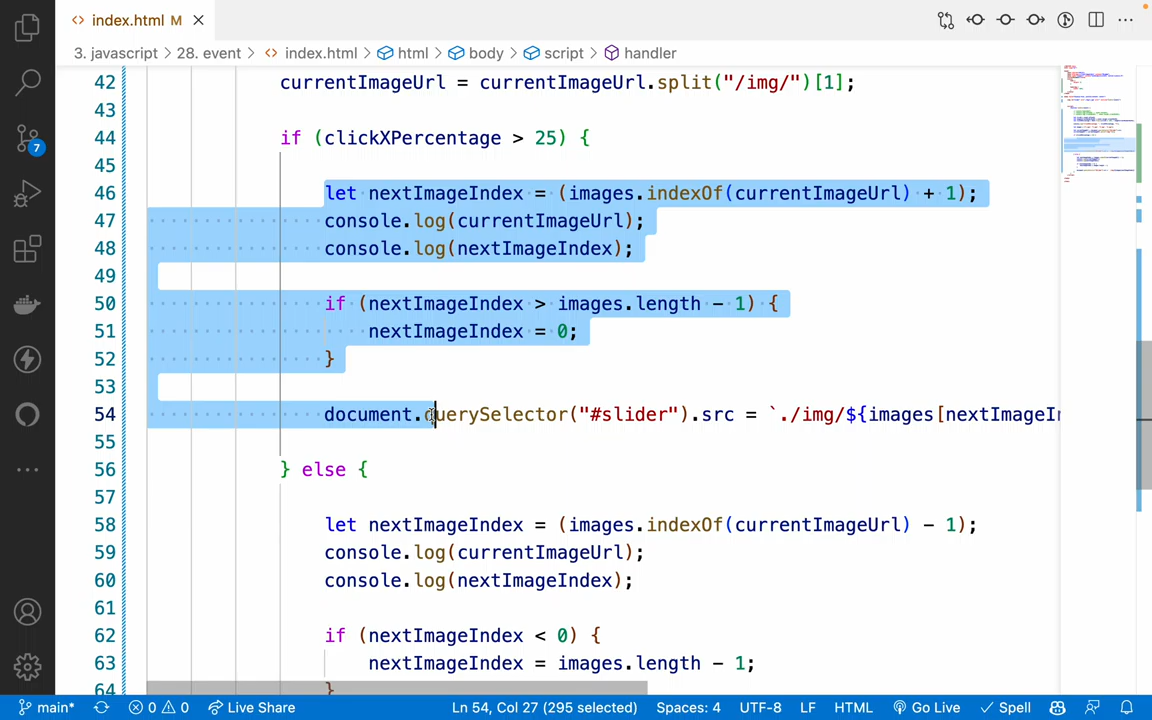 index.html M
3. javascript > 28. event > index.html > html > body > script > handler
42 currentImageUrl = currentImageUrl.split("/img/")[1];
43
44 if (clickXPercentage > 25) {
45
46 let nextImageIndex = (images.indexOf(currentImageUrl) + 1);
47 console.log(currentImageUrl);
48 console.log(nextImageIndex);
49
50 if (nextImageIndex > images.length - 1) {
51 nextImageIndex = 0;
52 }
53
54 document.querySelector("#slider").src = `./img/${images[nextImageIn
55
56 } else {
57
58 let nextImageIndex = (images.indexOf(currentImageUrl) - 1);
59 console.log(currentImageUrl);
60 console.log(nextImageIndex);
61
62 if (nextImageIndex < 0) {
63 nextImageIndex = images.length - 1;
64 }
7
main* 0 0 Live Share Ln 54, Col 27 (295 selected) Spaces: 4 UTF-8 LF HTML Go Live Spell